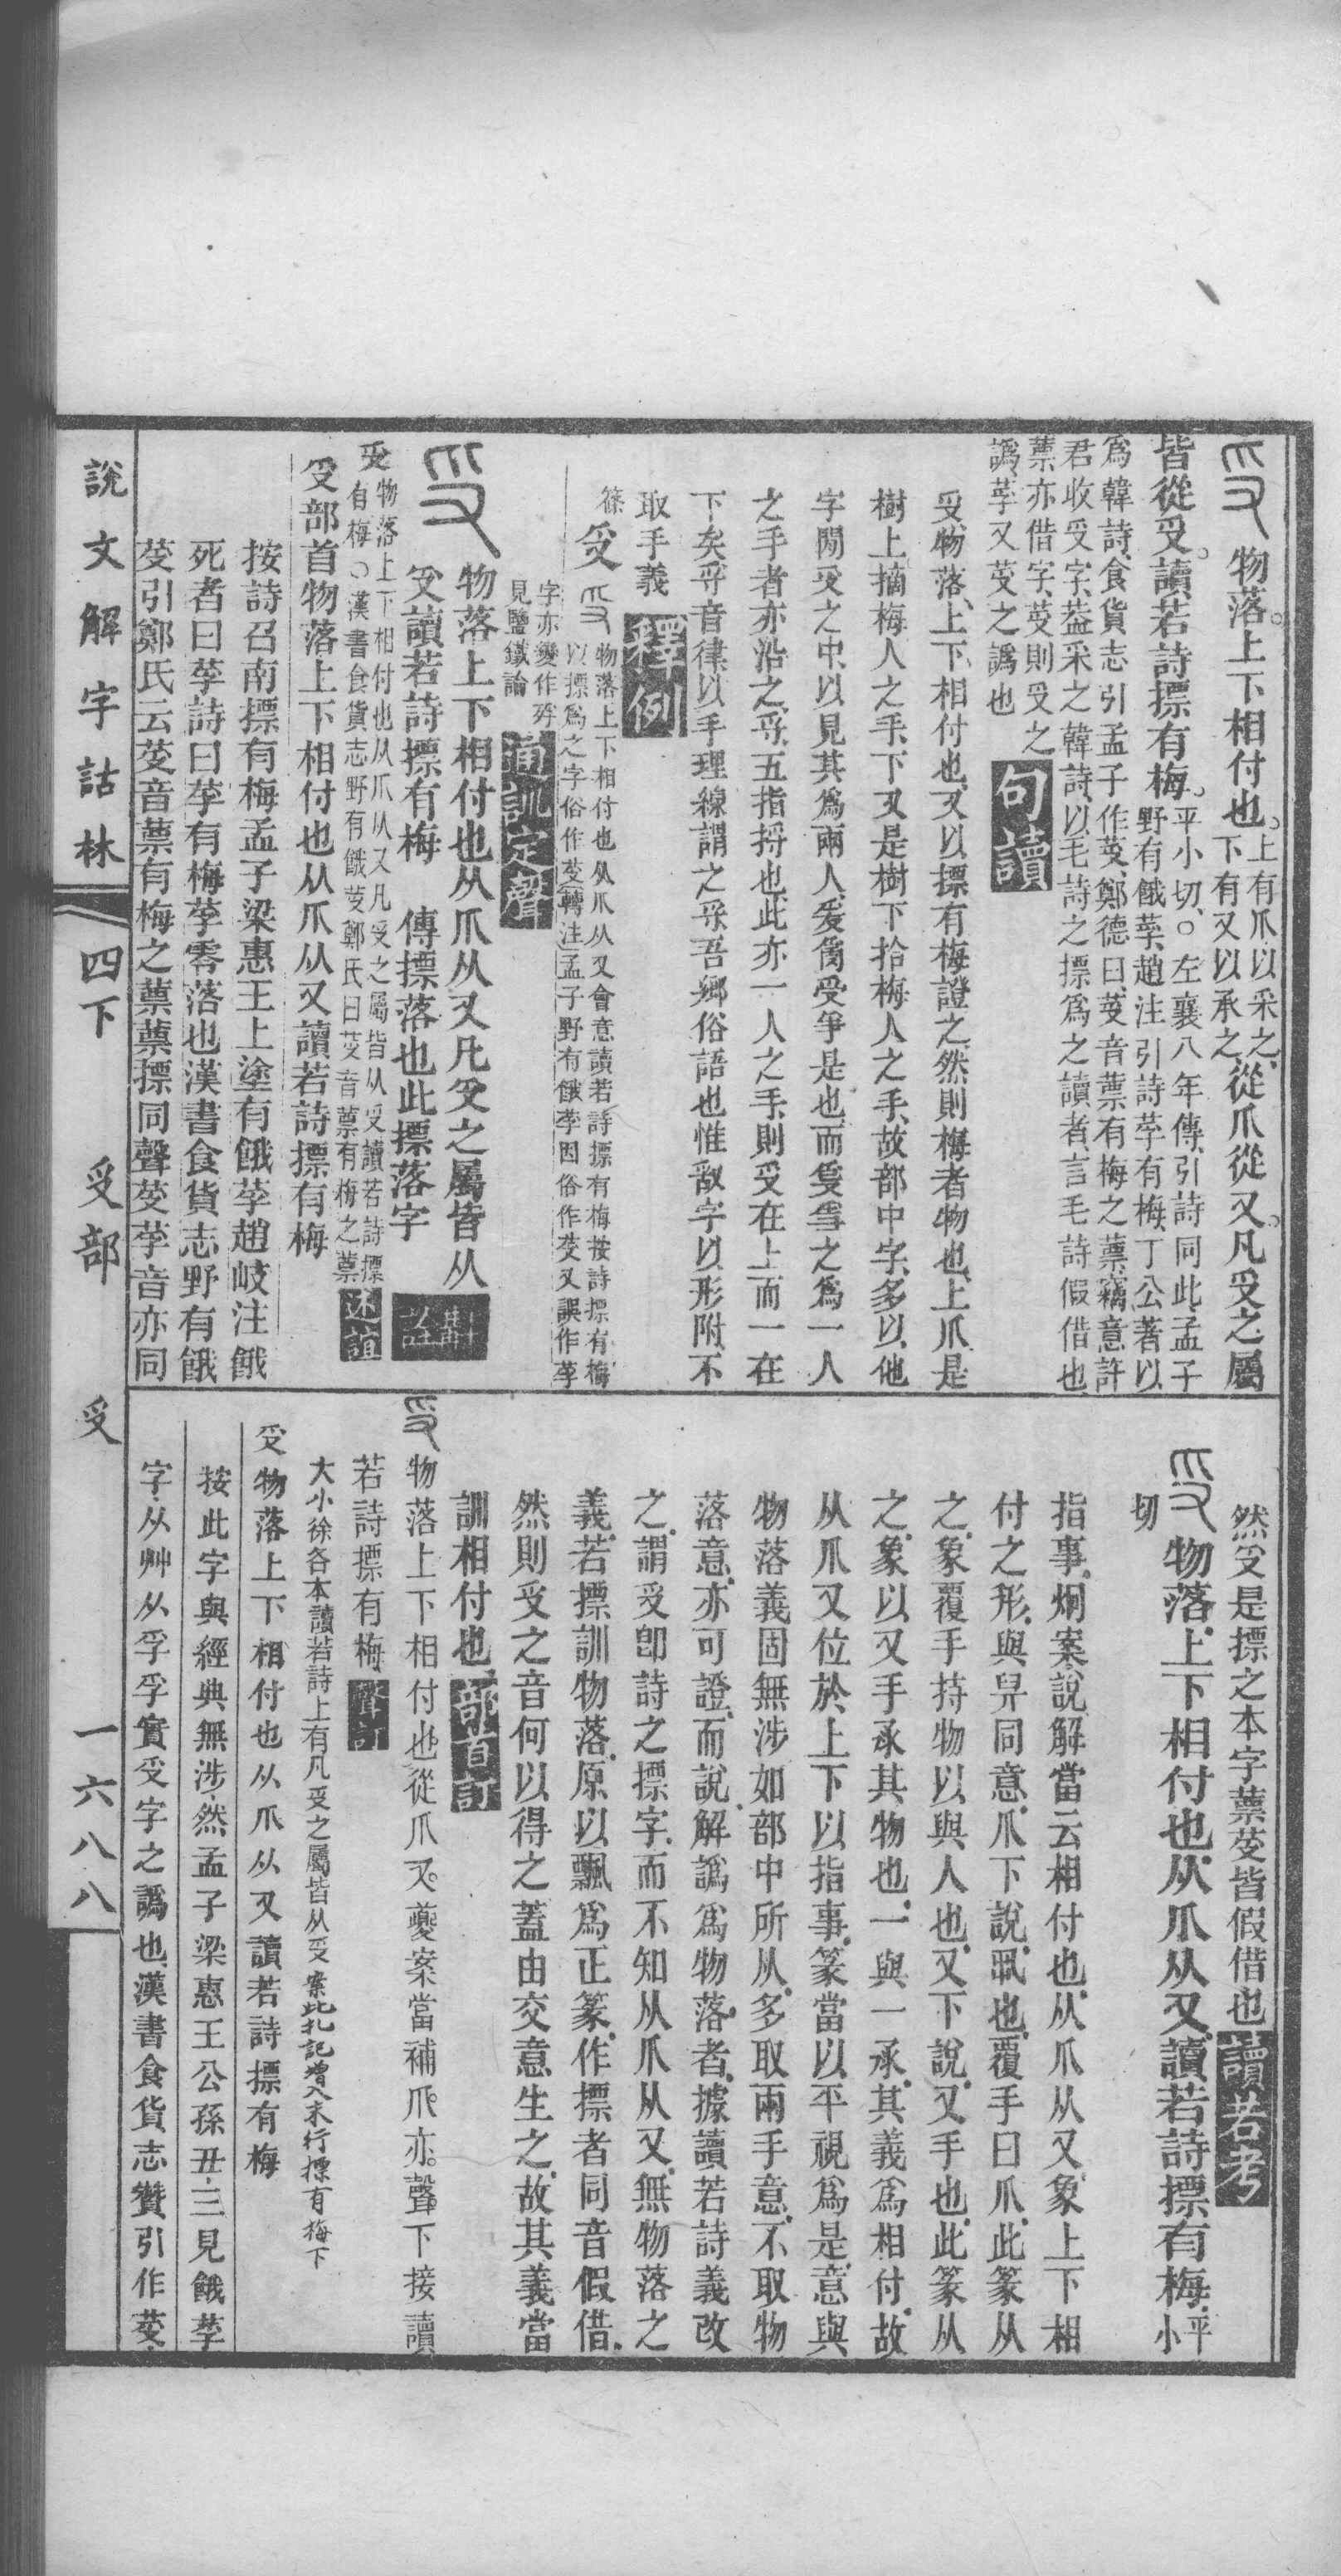 𠬪 物落。上下相付也。上有爪以采之、下有又以承之、從爪從又。凡𠬪之屬
皆從𠬪。讀若詩摽有梅。平小切、○左襄八年傳、引詩同此、孟子野有餓莩、趙注引詩莩有梅、丁公著以
爲韓詩、食貨志引孟子作荽、鄭德曰、荽音蔈有梅之蔈、竊意許
君收𠬪字、葢采之韓詩、以毛詩之摽爲之讀者、言毛詩假借也、
蔈亦借字、荽則𠬪之
譌、莩又荽之譌也
句讀
𠬪、物落、上下相付也、又以摽有梅證之、然則梅者物也、上爪是
樹上摘梅人之手、下又是樹下拾梅人之手、故部中字、多以他
字閒𠬪之中、以見其爲兩人、爰𤔔受爭是也、而𤔫㕟之爲一人
之手者亦沿之、寽、五指捋也、此亦一人之手、則𠬪在上而一在
下矣、寽音律、以手理線謂之寽、吾鄉俗語也、惟𠭖字以形附、不
取手義
釋例
篠 𠬪 物落上下相付也从爪从又會意讀若詩摽有梅按詩摽有梅
以摽爲之字俗作荽轉注孟子野有餓莩因俗作荽又誤作莩
字亦變作殍
見鹽鐵論
通訓定聲
𠬪 物落上下相付也从爪从又凡𠬪之屬皆从
𠬪讀若詩摽有梅 傳摽落也此摽落字
斠詮
𠬪物落上下相付也从爪从又凡𠬪之屬皆从𠬪讀若詩摽
有梅○漢書食貨志野有餓荽鄭氏曰荽音蔈有梅之蔈
述誼
𠬪部首物落上下相付也从爪从又讀若詩摽有梅
按詩召南摽有梅孟子梁惠王上塗有餓莩趙岐注餓
死者曰莩詩曰莩有梅莩零落也漢書食貨志野有餓
荽引鄭氏云荽音蔈有梅之蔈蔈摽同聲荽莩音亦同
然𠬪是摽之本字蔈荽皆假借也
讀若考
𠬪 物落、上下相付也、从爪从又、讀若詩摽有梅、平小
切
指事、炯案、說解當云相付也、从爪从又、象上下相
付之形、與舁同意、爪下說、丮也、覆手曰爪、此篆从
之、象覆手持物以與人也、又下說、又、手也、此篆从
之、象以又手承其物也、一與一承、其義爲相付、故
从爪又位於上下以指事、篆當以平視爲是、意與
物落義固無涉、如部中所从、多取兩手意、不取物
落意、亦可證、而說解譌爲物落者、據讀若詩義改
之、謂𠬪卽詩之摽字、而不知从爪从又、無物落之
義、若摽訓物落、原以飄爲正篆、作摽者同音假借、
然則𠬪之音何以得之、蓋由交意生之、故其義當
訓相付也
部首訂
𠬪 物落上下相付也從爪又。夔案當補爪亦聲下接讀
若詩摽有梅
聲訂
大小徐各本讀若詩上有凡𠬪之屬皆从𠬪 案此札記增入末行摽有梅下
𠬪物落上下相付也从爪从又讀若詩摽有梅
按此字與經典無涉然孟子梁惠王公孫丑三見餓莩
字从艸从孚孚實𠬪字之譌也漢書食貨志贊引作荽
說文解字詁林 四下 𠬪部 𠬪 一六八八